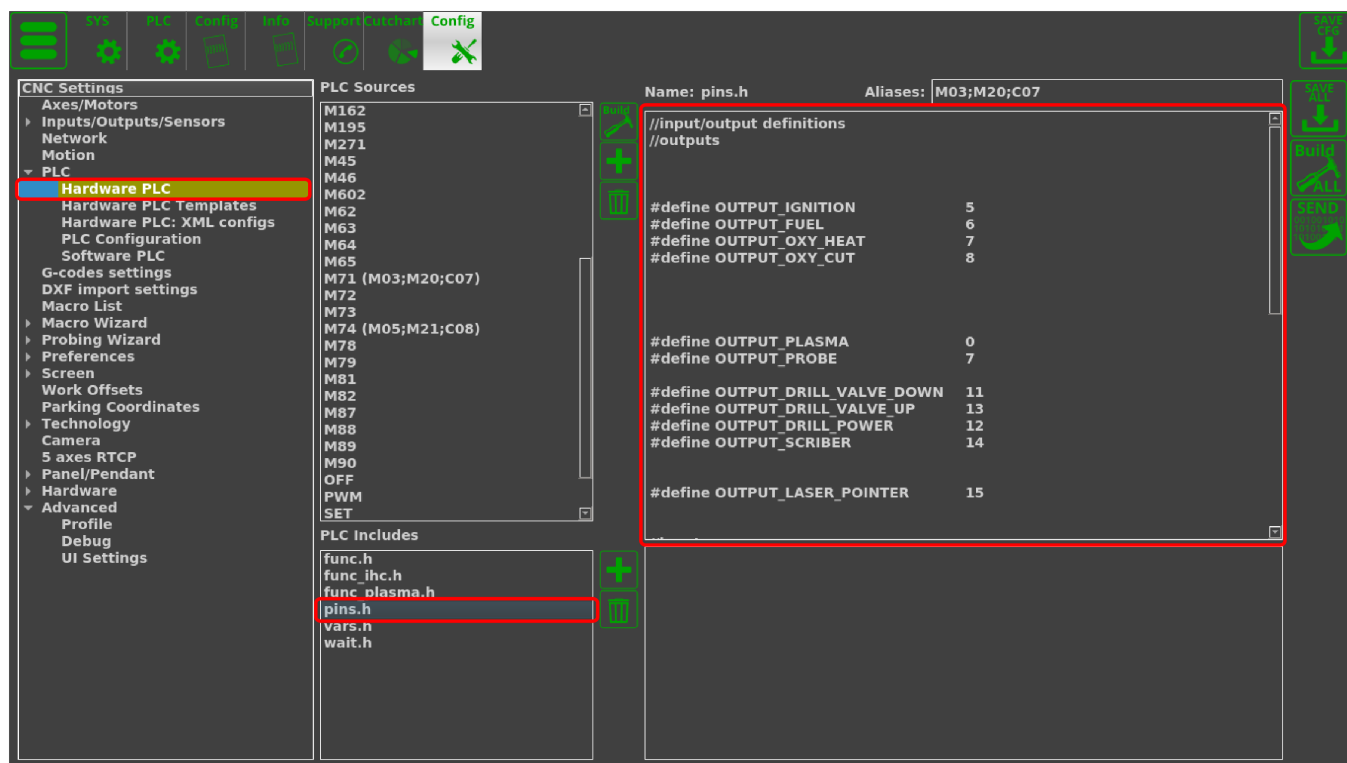 SYS
PLC
Config
Info
Support
Cutchart
Config
SAVE
CFG
CNC Settings
Axes/Motors
Inputs/Outputs/Sensors
Network
Motion
PLC
Hardware PLC
Hardware PLC Templates
Hardware PLC: XML configs
PLC Configuration
Software PLC
G-codes settings
DXF import settings
Macro List
Macro Wizard
Probing Wizard
Preferences
Screen
Work Offsets
Parking Coordinates
Technology
Camera
5 axes RTCP
Panel/Pendant
Hardware
Advanced
Profile
Debug
UI Settings
PLC Sources
M162
M195
M271
M45
M46
M602
M62
M63
M64
M65
M71 (M03;M20;C07)
M72
M73
M74 (M05;M21;C08)
M78
M79
M81
M82
M87
M88
M89
M90
OFF
PWM
SET
Build
PLC Includes
func.h
func_ihc.h
func_plasma.h
pins.h
vars.h
wait.h
Name: pins.h Aliases: M03;M20;C07
//input/output definitions
//outputs
#define OUTPUT_IGNITION 5
#define OUTPUT_FUEL 6
#define OUTPUT_OXY_HEAT 7
#define OUTPUT_OXY_CUT 8
#define OUTPUT_PLASMA 0
#define OUTPUT_PROBE 7
#define OUTPUT_DRILL_VALVE_DOWN 11
#define OUTPUT_DRILL_VALVE_UP 13
#define OUTPUT_DRILL_POWER 12
#define OUTPUT_SCRIBER 14
#define OUTPUT_LASER_POINTER 15
SAVE
ALL
Build
ALL
SEND